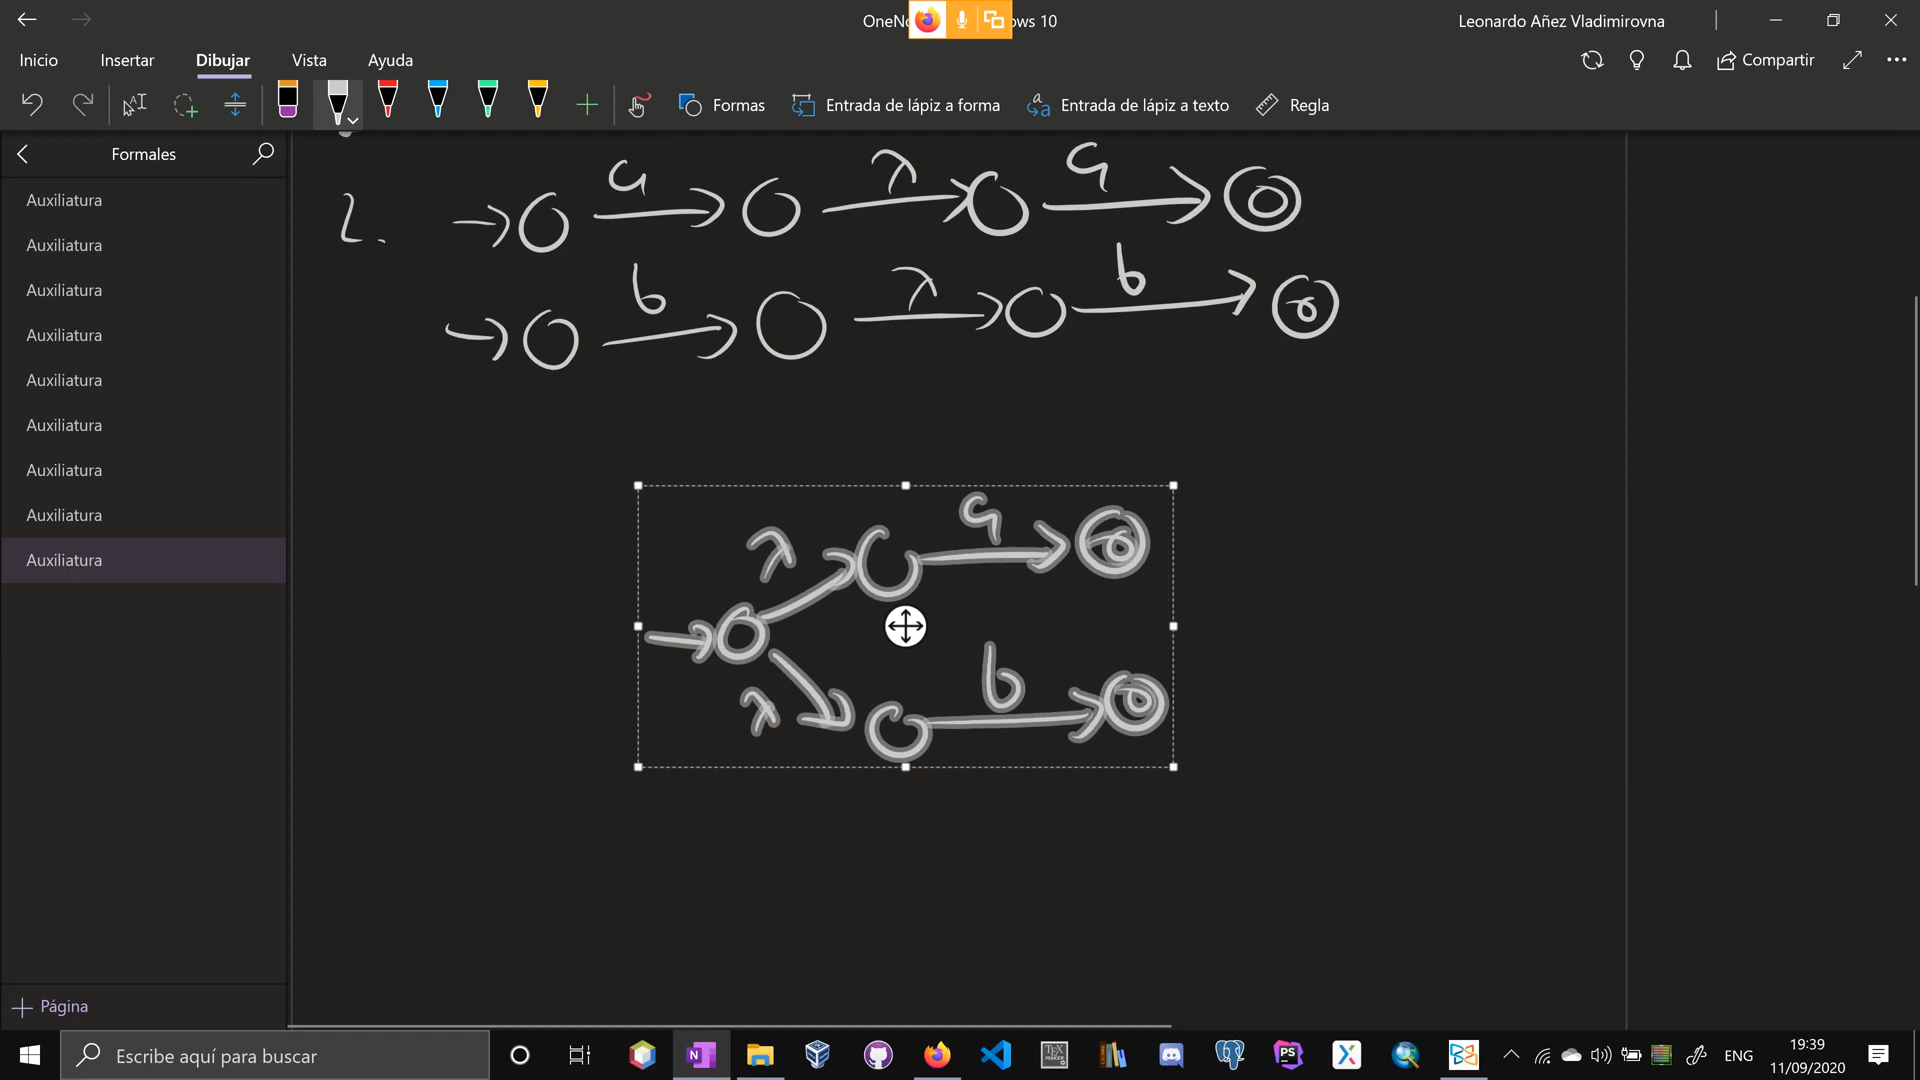 OneNo ows 10
Leonardo Añez Vladimirovna
Inicio Insertar Dibujar Vista Ayuda
Compartir
Formas Entrada de lápiz a forma Entrada de lápiz a texto Regla
Formales
Auxiliatura
Auxiliatura
Auxiliatura
Auxiliatura
Auxiliatura
Auxiliatura
Auxiliatura
Auxiliatura
Auxiliatura
Página
2. a λ a
b λ b
λ a
λ b
Escribe aquí para buscar
ENG
19:39
11/09/2020